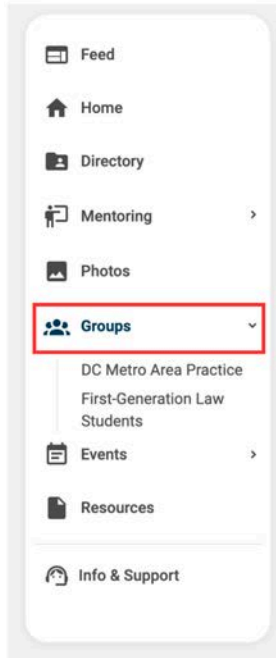 Feed
Home
Directory
Mentoring
Photos
Groups
DC Metro Area Practice
First-Generation Law
Students
Events
Resources
Info & Support